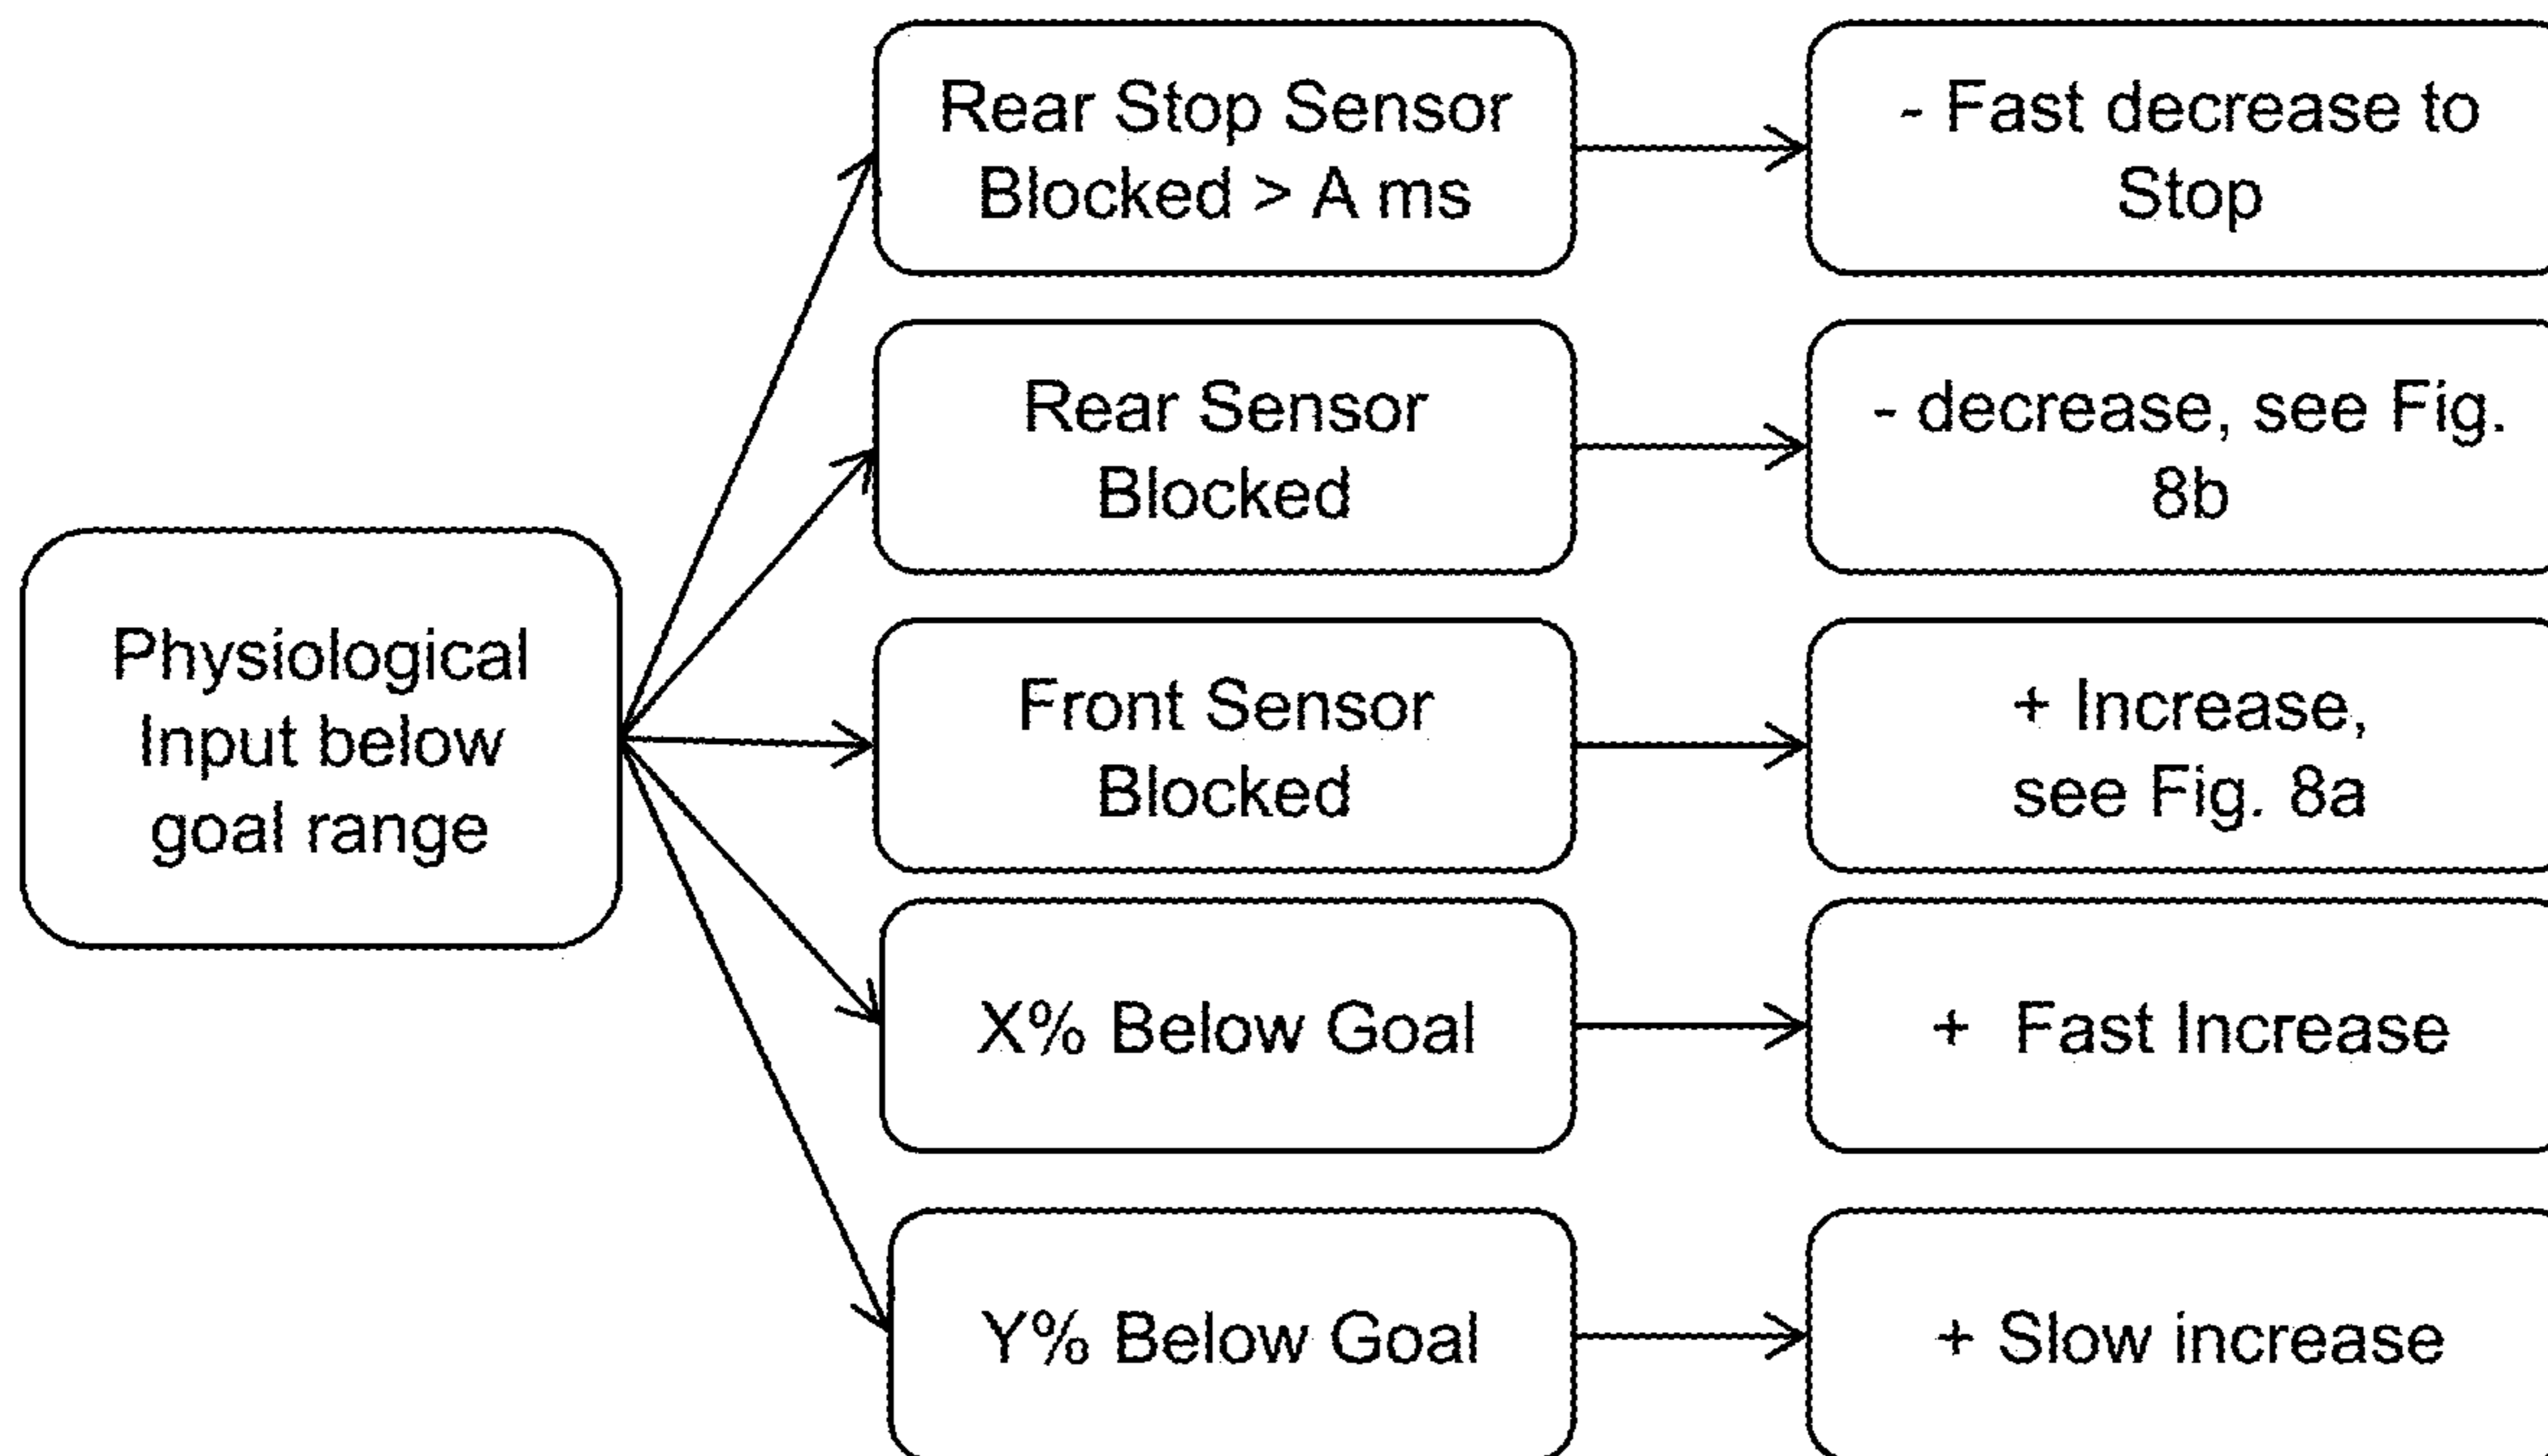 Physiological
Input below
goal range
Rear Stop Sensor
Blocked > A ms
- Fast decrease to
Stop
Rear Sensor
Blocked
- decrease, see Fig.
8b
Front Sensor
Blocked
+ Increase,
see Fig. 8a
X% Below Goal
+ Fast Increase
Y% Below Goal
+ Slow increase